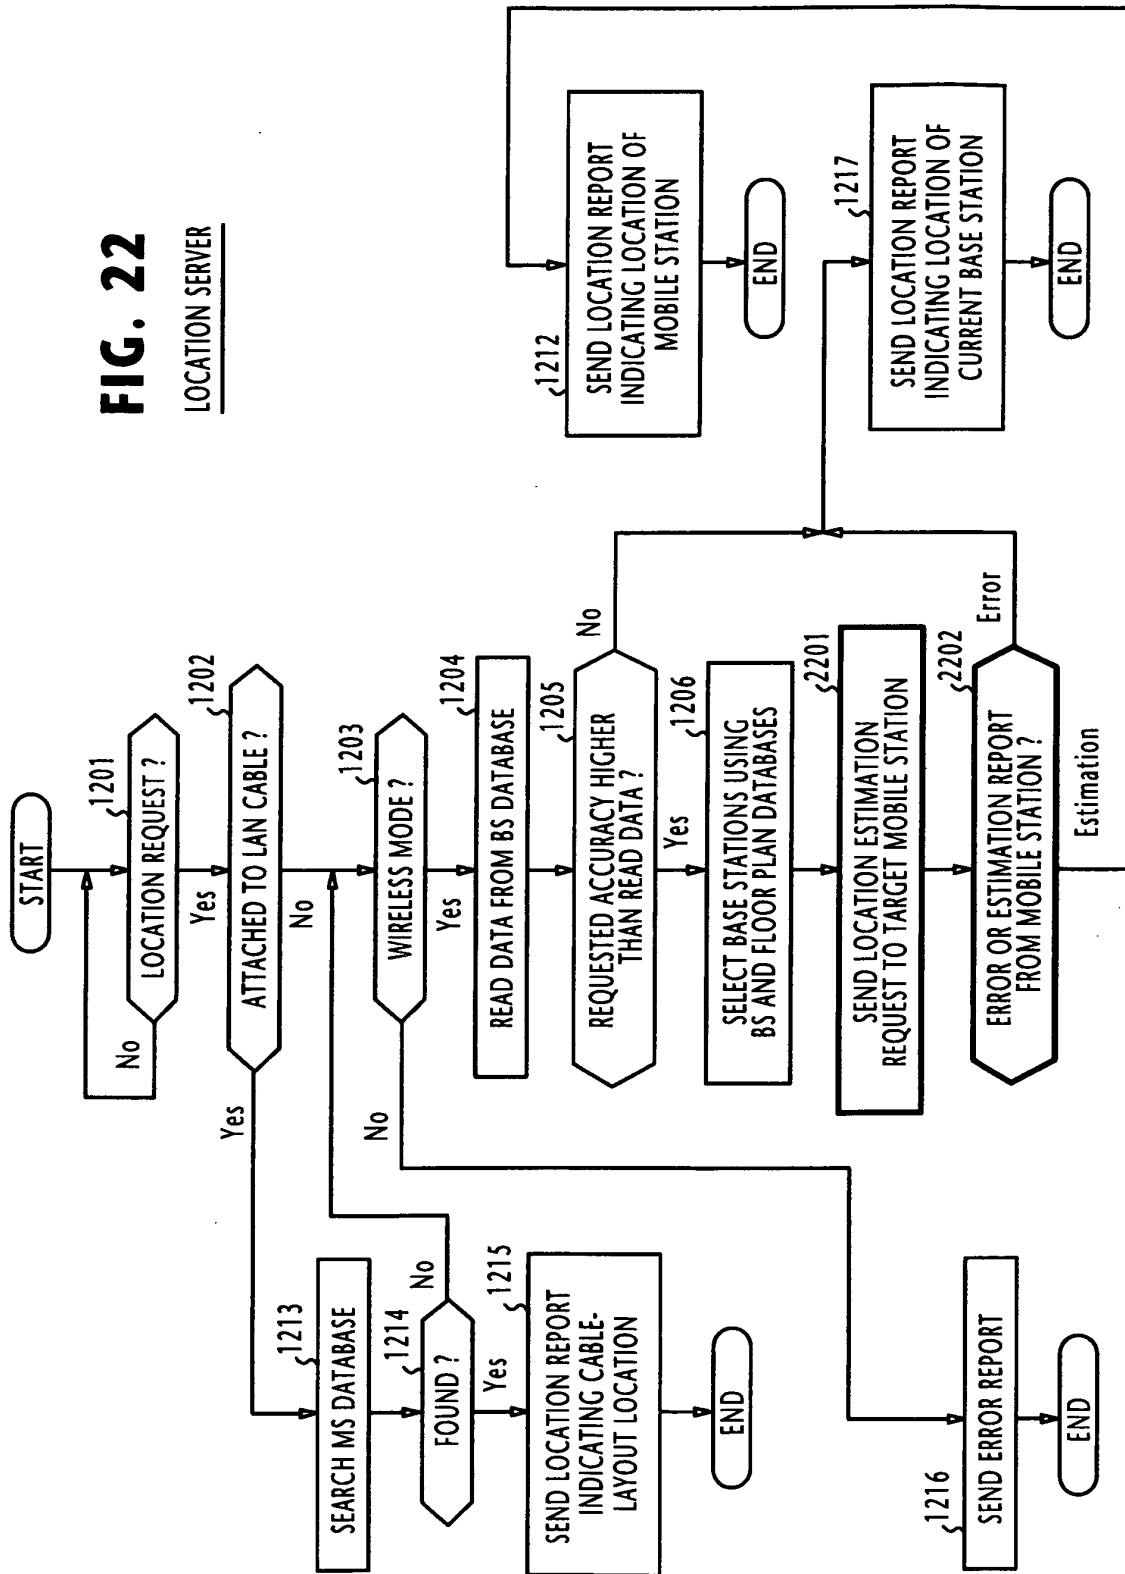 FIG. 22
LOCATION SERVER
START
1201
LOCATION REQUEST ?
No
Yes
1202
ATTACHED TO LAN CABLE ?
Yes
No
1213
SEARCH MS DATABASE
1214
FOUND ?
No
Yes
1215
SEND LOCATION REPORT
INDICATING CABLE-
LAYOUT LOCATION
END
1203
WIRELESS MODE ?
No
Yes
1216
SEND ERROR REPORT
END
1204
READ DATA FROM BS DATABASE
1205
REQUESTED ACCURACY HIGHER
THAN READ DATA ?
No
Yes
1206
SELECT BASE STATIONS USING
BS AND FLOOR PLAN DATABASES
2201
SEND LOCATION ESTIMATION
REQUEST TO TARGET MOBILE STATION
2202
ERROR OR ESTIMATION REPORT
FROM MOBILE STATION ?
Error
Estimation
1212
SEND LOCATION REPORT
INDICATING LOCATION OF
MOBILE STATION
END
1217
SEND LOCATION REPORT
INDICATING LOCATION OF
CURRENT BASE STATION
END